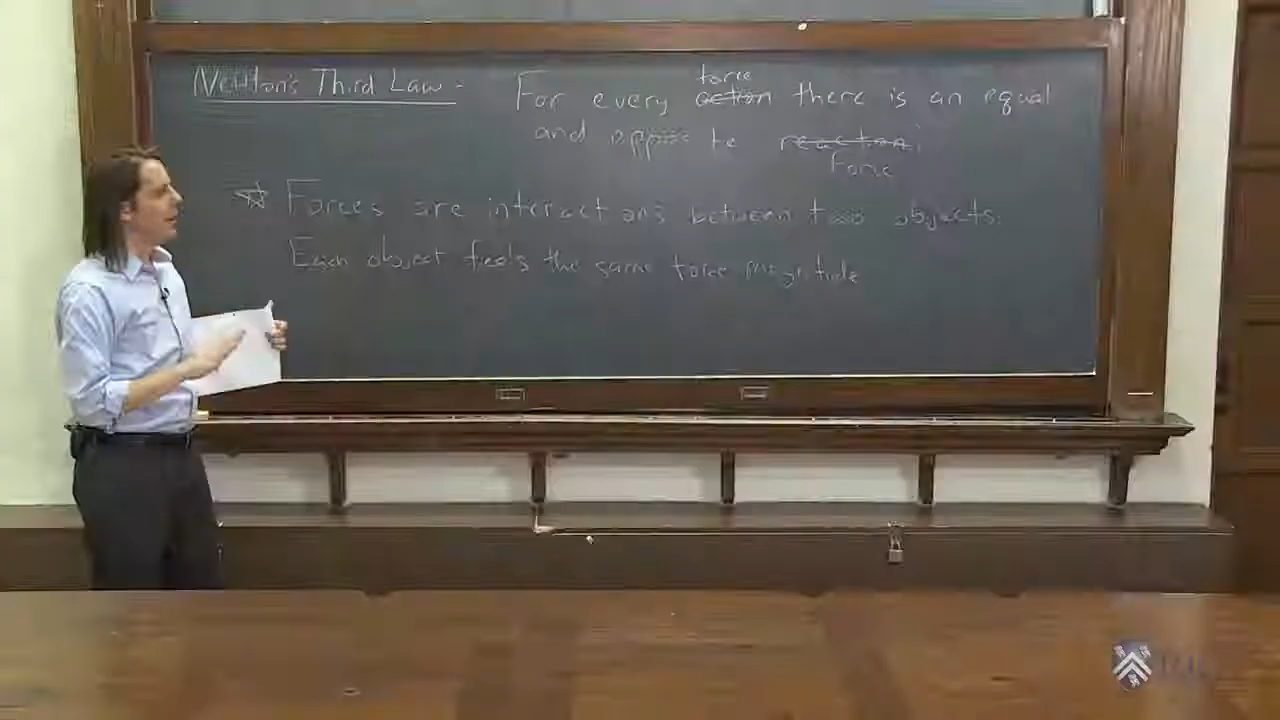 Newton's Third Law - For every action force there is an equal
and opposite reaction force
☆ Forces are interactions between two objects.
Each object feels the same force magnitude